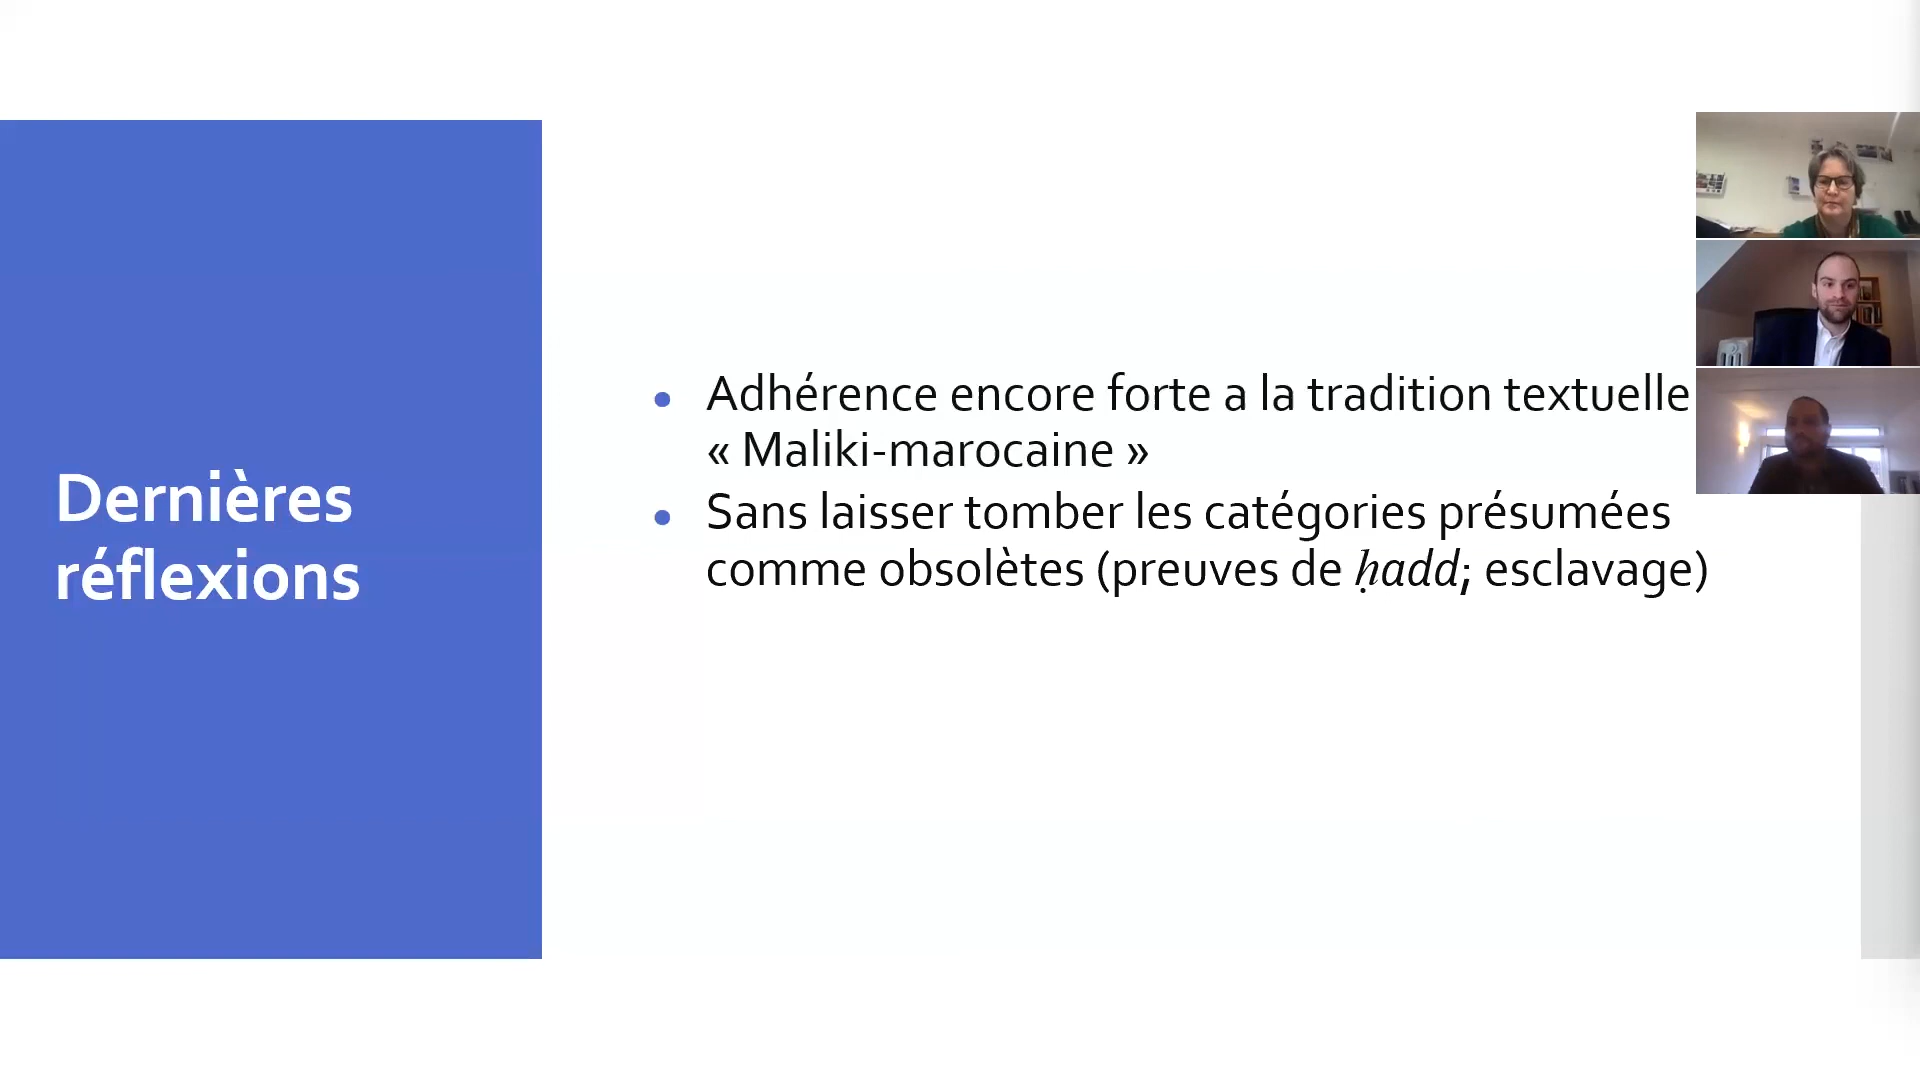 Dernières
réflexions
• Adhérence encore forte a la tradition textuelle
« Maliki-marocaine »
• Sans laisser tomber les catégories présumées
comme obsolètes (preuves de ḥadd; esclavage)